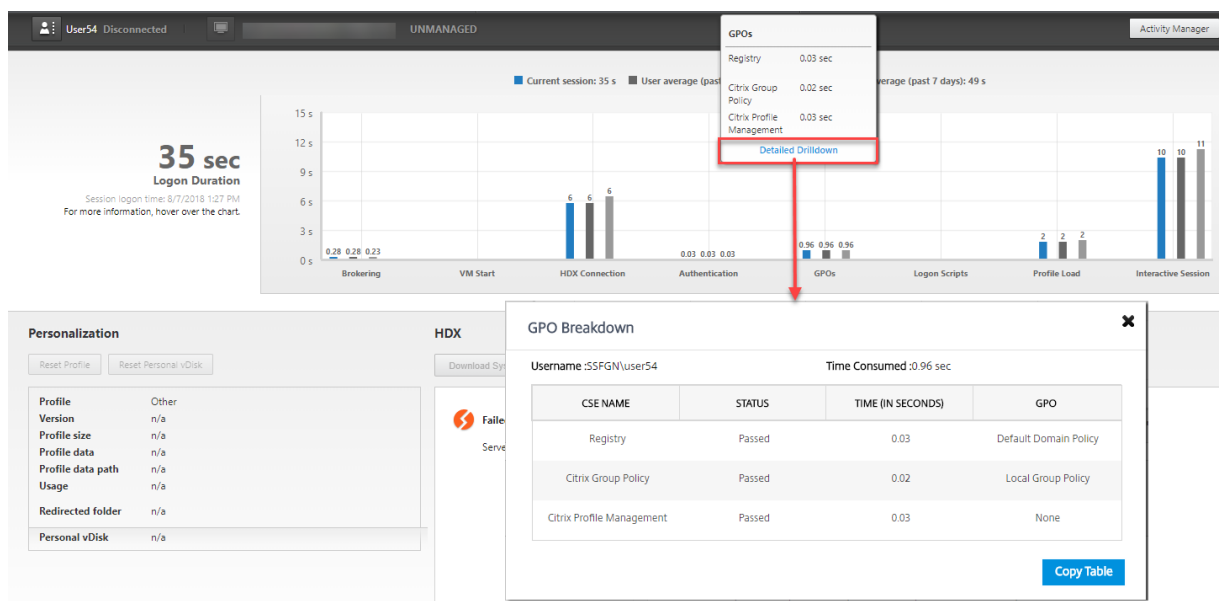 User54 Disconnected
UNMANAGED
Activity Manager
GPOs
Registry 0.03 sec
Citrix Group Policy 0.02 sec
Citrix Profile Management 0.03 sec
Detailed Drilldown
Current session: 35 s User average (pas
verage (past 7 days): 49 s
35 sec
Logon Duration
Session logon time: 8/7/2018 1:27 PM
For more information, hover over the chart.
15 s
12 s
9 s
6 s
3 s
0 s
0.28 0.28 0.23
6 6 6
0.03 0.03 0.03
0.96 0.96 0.96
2 2 2
10 10 11
Brokering VM Start HDX Connection Authentication GPOs Logon Scripts Profile Load Interactive Session
Personalization
Reset Profile Reset Personal vDisk
Profile Other
Version n/a
Profile size n/a
Profile data n/a
Profile data path n/a
Usage n/a
Redirected folder n/a
Personal vDisk n/a
HDX
Download Sy
Faile
Serve
GPO Breakdown
Username :SSFGN\user54 Time Consumed :0.96 sec
CSE NAME STATUS TIME (IN SECONDS) GPO
Registry Passed 0.03 Default Domain Policy
Citrix Group Policy Passed 0.02 Local Group Policy
Citrix Profile Management Passed 0.03 None
Copy Table